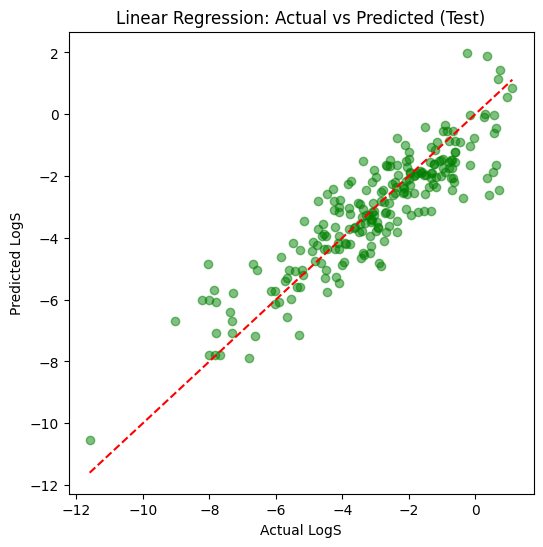 Linear Regression: Actual vs Predicted (Test)
2
0
−2
−4
−6
−8
−10
−12
Predicted LogS
−12 −10 −8 −6 −4 −2 0
Actual LogS